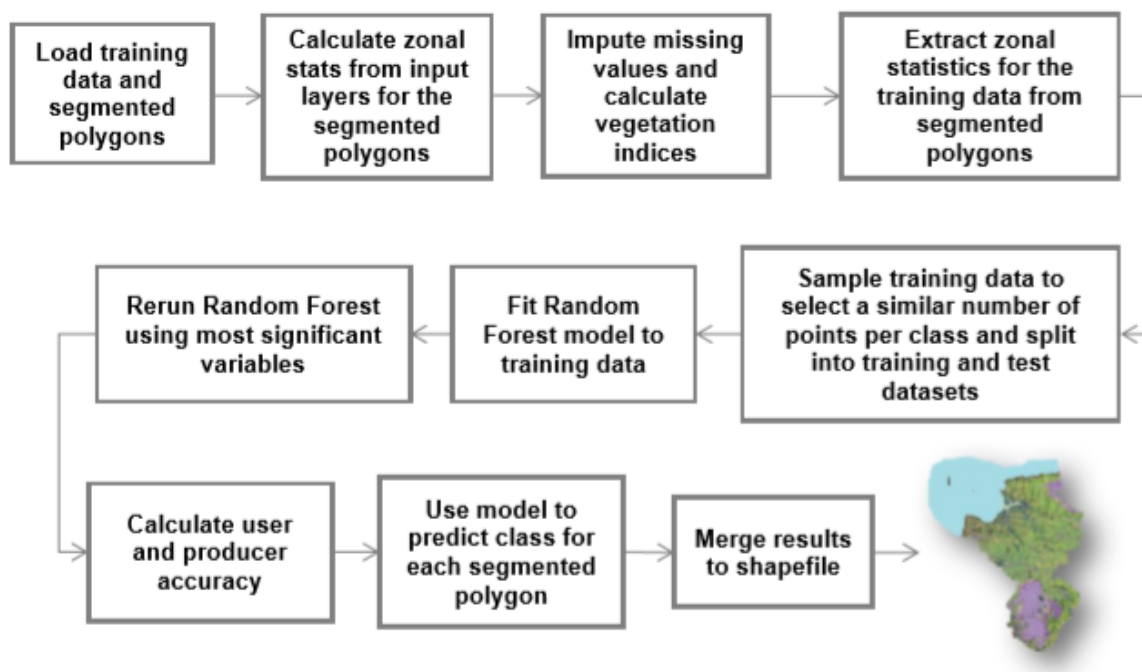 Load training
data and
segmented
polygons
Calculate zonal
stats from input
layers for the
segmented
polygons
Impute missing
values and
calculate
vegetation
indices
Extract zonal
statistics for the
training data from
segmented
polygons
Sample training data to
select a similar number of
points per class and split
into training and test
datasets
Fit Random
Forest model to
training data
Rerun Random Forest
using most significant
variables
Calculate user
and producer
accuracy
Use model to
predict class for
each segmented
polygon
Merge results
to shapefile